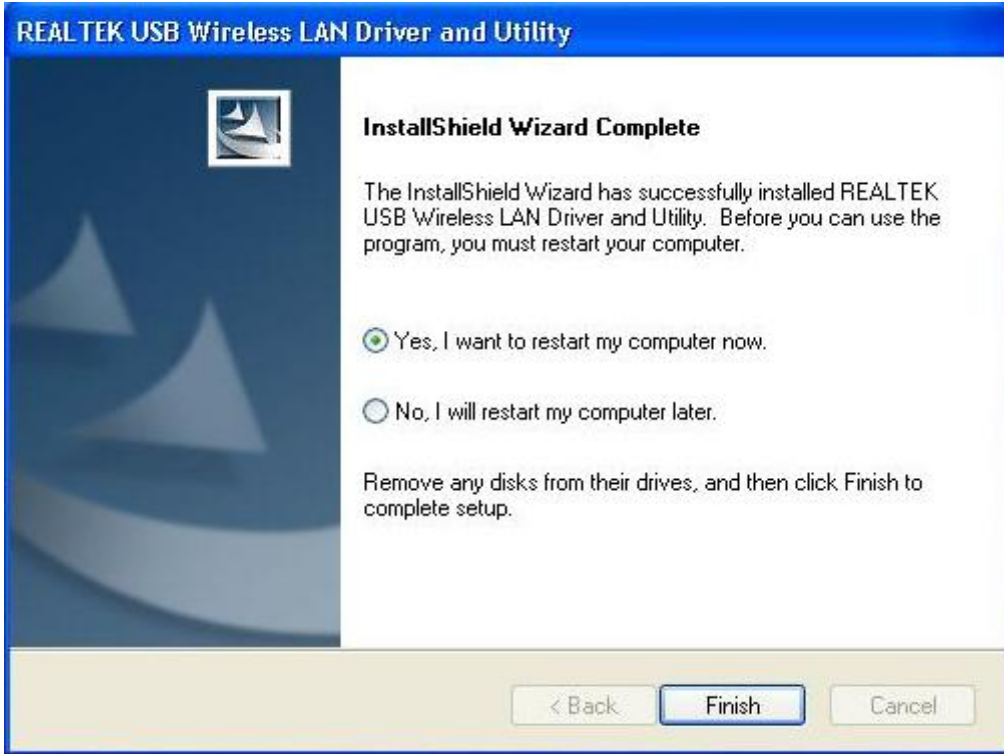 REALTEK USB Wireless LAN Driver and Utility
InstallShield Wizard Complete
The InstallShield Wizard has successfully installed REALTEK
USB Wireless LAN Driver and Utility.  Before you can use the
program, you must restart your computer.
Yes, I want to restart my computer now.
No, I will restart my computer later.
Remove any disks from their drives, and then click Finish to
complete setup.
< Back Finish Cancel